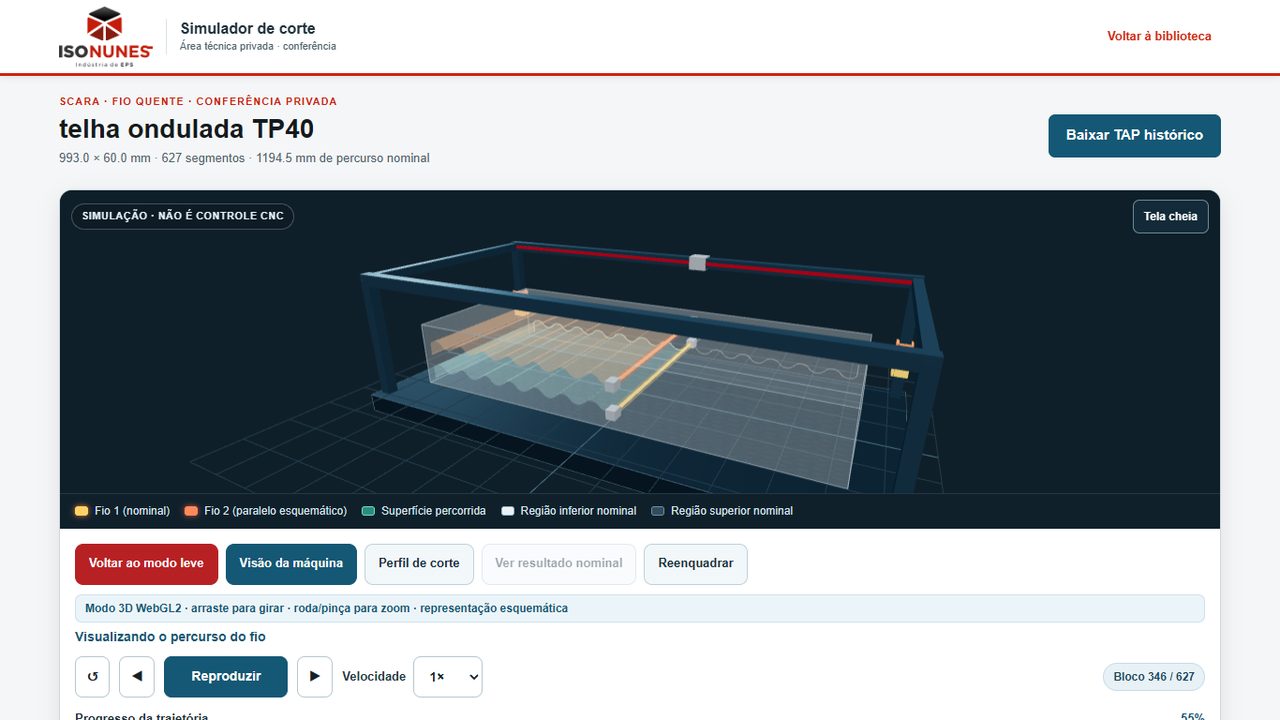 ISONUNES
Indústria de EPS
Simulador de corte
Área técnica privada · conferência
Voltar à biblioteca
SCARA · FIO QUENTE · CONFERÊNCIA PRIVADA
telha ondulada TP40
993.0 × 60.0 mm · 627 segmentos · 1194.5 mm de percurso nominal
Baixar TAP histórico
SIMULAÇÃO · NÃO É CONTROLE CNC
Tela cheia
Fio 1 (nominal)
Fio 2 (paralelo esquemático)
Superfície percorrida
Região inferior nominal
Região superior nominal
Voltar ao modo leve
Visão da máquina
Perfil de corte
Ver resultado nominal
Reenquadrar
Modo 3D WebGL2 · arraste para girar · roda/pinça para zoom · representação esquemática
Visualizando o percurso do fio
Reproduzir
Velocidade
1×
Bloco 346 / 627
Progresso da trajetória
55%